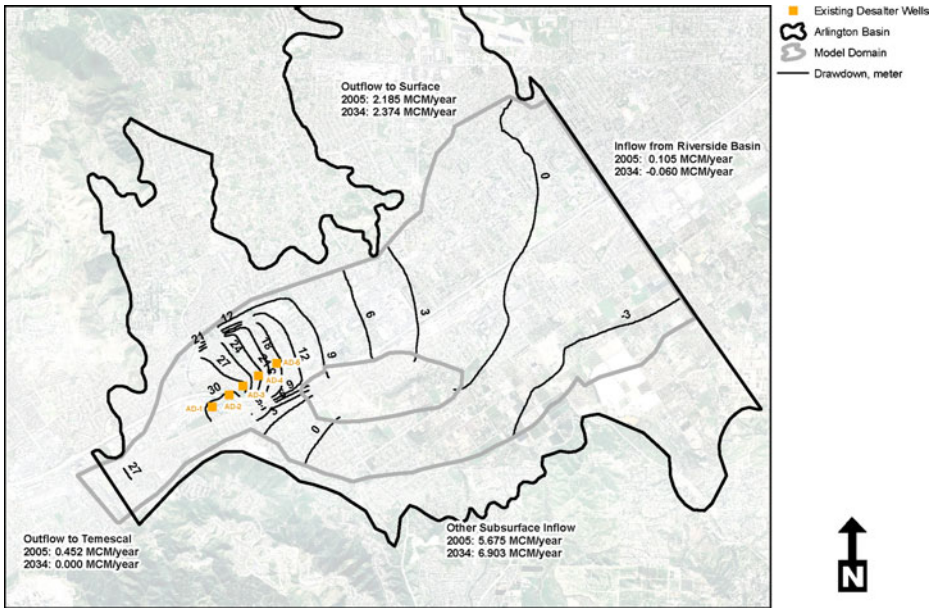 Existing Desalter Wells
Arlington Basin
Model Domain
Drawdown, meter
Outflow to Surface
2005: 2.185 MCM/year
2034: 2.374 MCM/year
Inflow from Riverside Basin
2005: 0.105 MCM/year
2034: -0.060 MCM/year
0
-3
3
6
9
12
12
18
24
27
30
9
0
27
AD-5
AD-4
AD-3
AD-2
AD-1
Outflow to Temescal
2005: 0.452 MCM/year
2034: 0.000 MCM/year
Other Subsurface Inflow
2005: 5.675 MCM/year
2034: 6.903 MCM/year
N